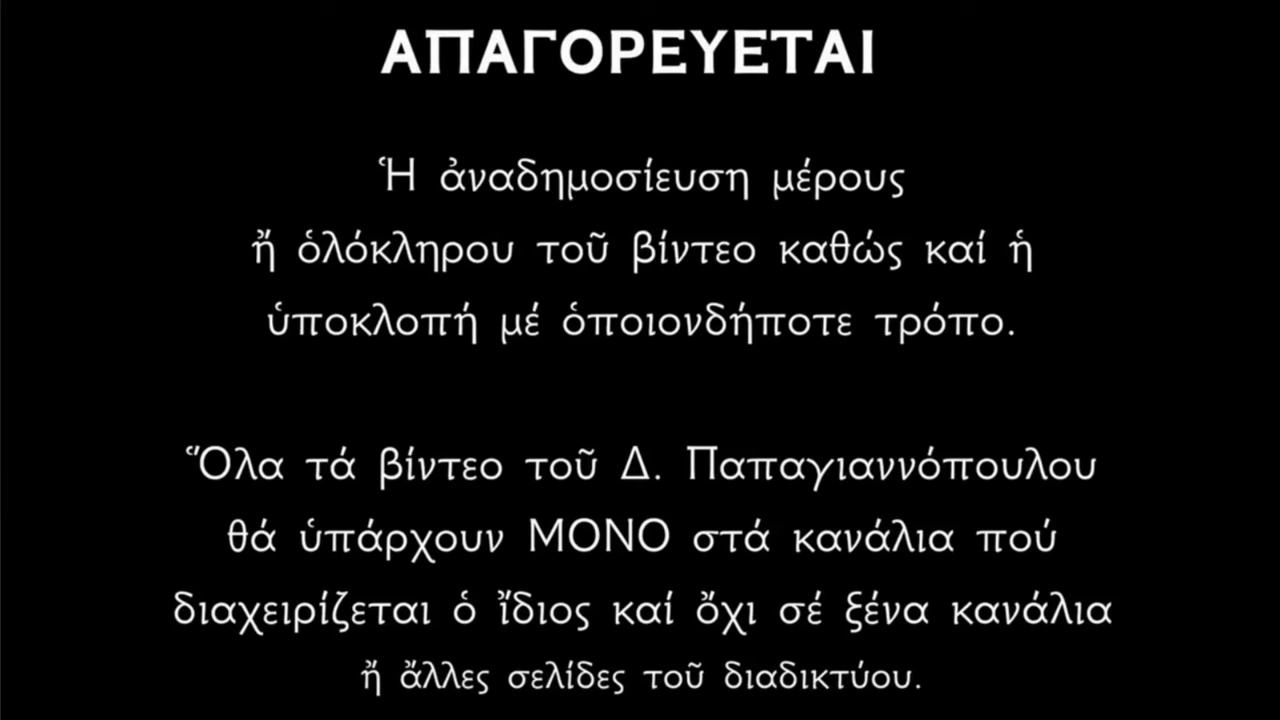 ΑΠΑΓΟΡΕΥΕΤΑΙ
Ἡ ἀναδημοσίευση μέρους
ἤ ὁλόκληρου τοῦ βίντεο καθώς καί ἡ
ὑποκλοπή μέ ὁποιονδήποτε τρόπο.
Ὅλα τά βίντεο τοῦ Δ. Παπαγιαννόπουλου
θά ὑπάρχουν ΜΟΝΟ στά κανάλια πού
διαχειρίζεται ὁ ἴδιος καί ὄχι σέ ξένα κανάλια
ἤ ἄλλες σελίδες τοῦ διαδικτύου.